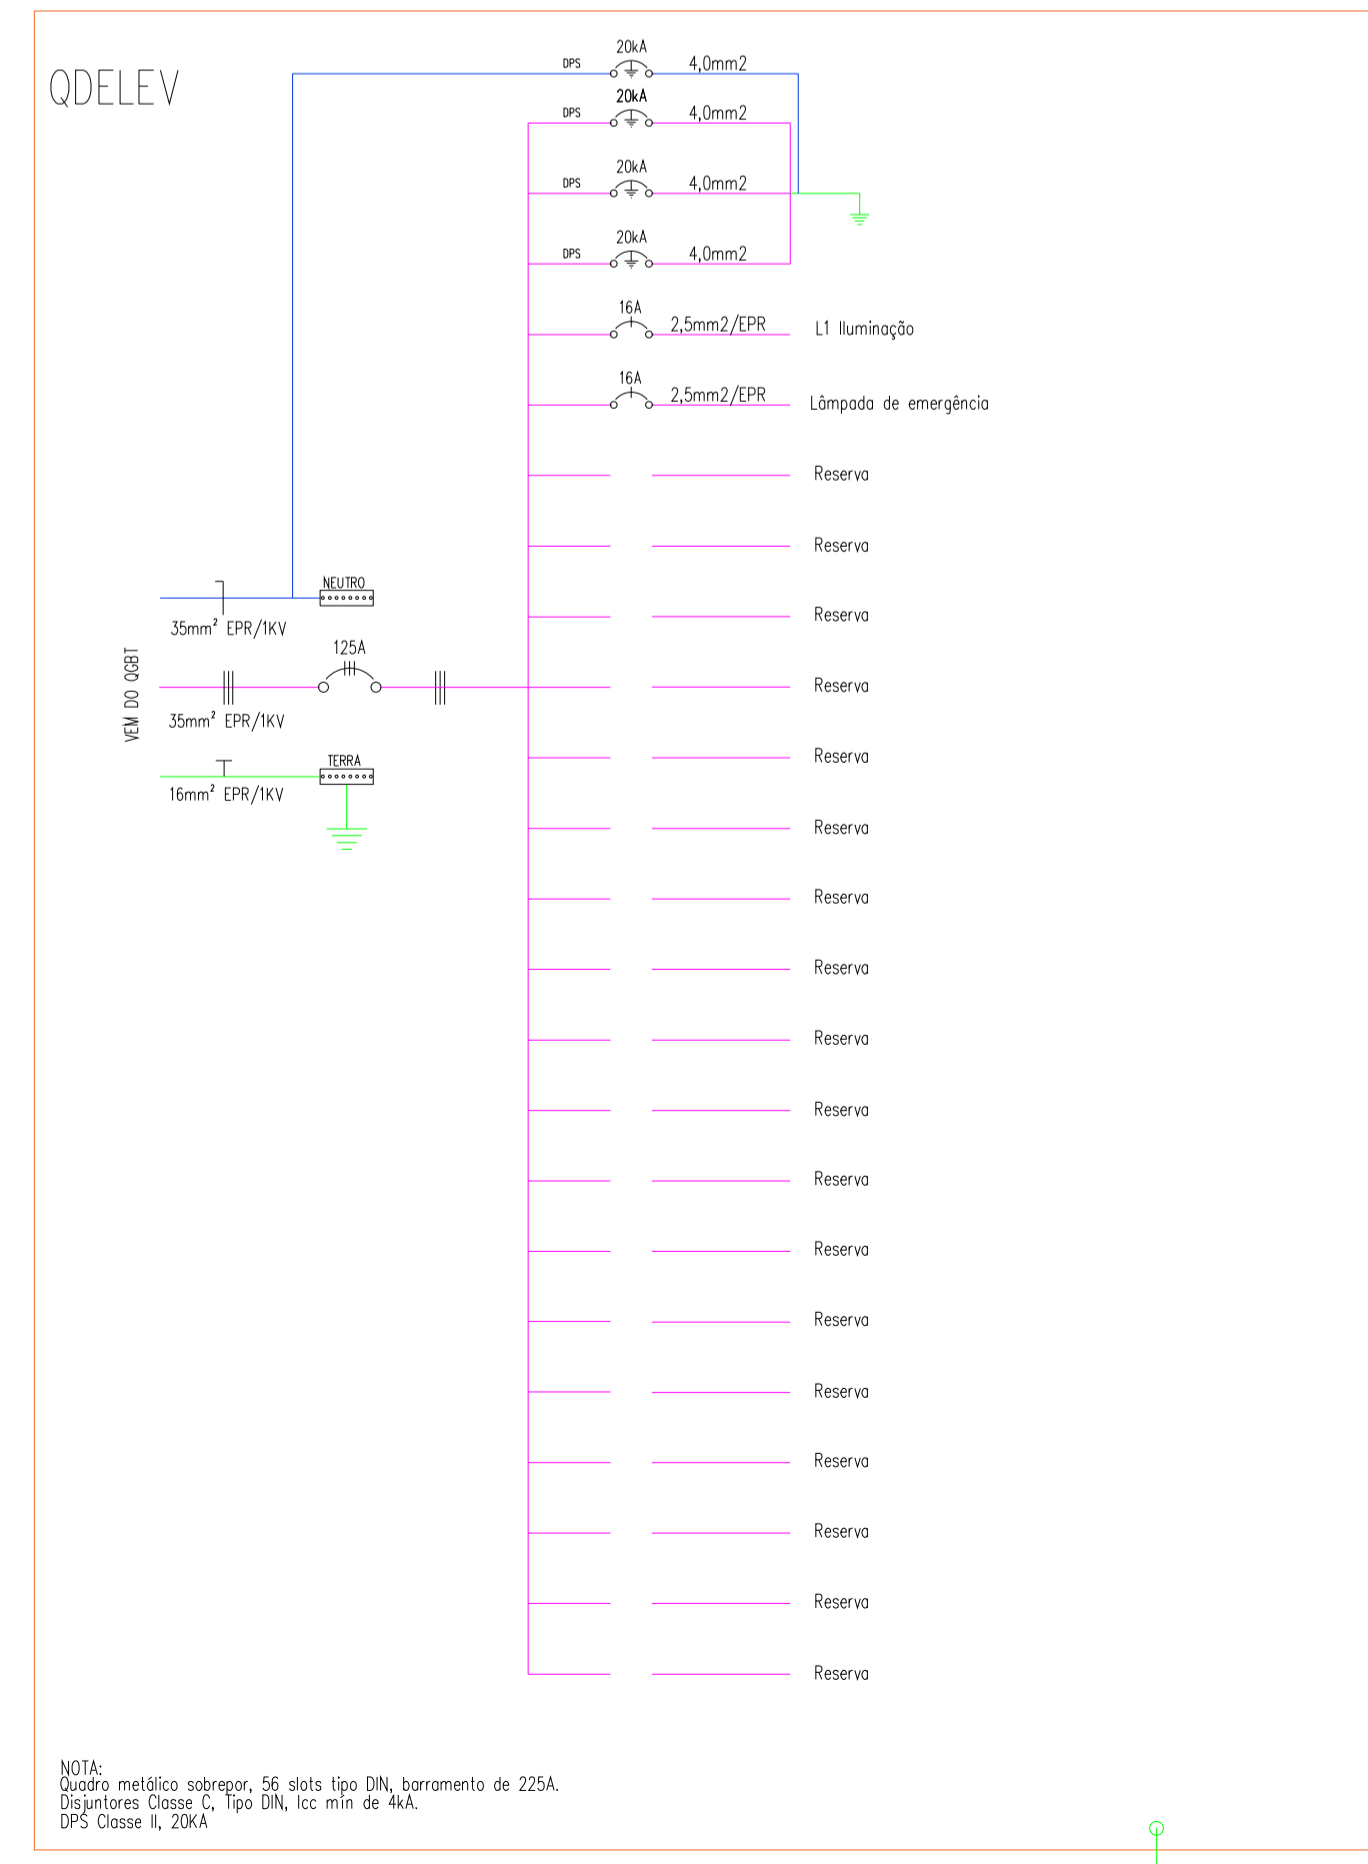 QDELEV
20kA
DPS
4,0mm2
20kA
DPS
4,0mm2
20kA
DPS
4,0mm2
20kA
DPS
4,0mm2
16A
2,5mm2/EPR
L1 Iluminação
16A
2,5mm2/EPR
Lâmpada de emergência
Reserva
Reserva
NEUTRO
35mm² EPR/1KV
Reserva
VEM DO QGBT
125A
35mm² EPR/1KV
Reserva
TERRA
16mm² EPR/1KV
Reserva
Reserva
Reserva
Reserva
Reserva
Reserva
Reserva
Reserva
Reserva
Reserva
Reserva
Reserva
Reserva
Reserva
NOTA:
Quadro metálico sobrepor, 56 slots tipo DIN, barramento de 225A.
Disjuntores Classe C, Tipo DIN, Icc mín de 4kA.
DPS Classe II, 20KA